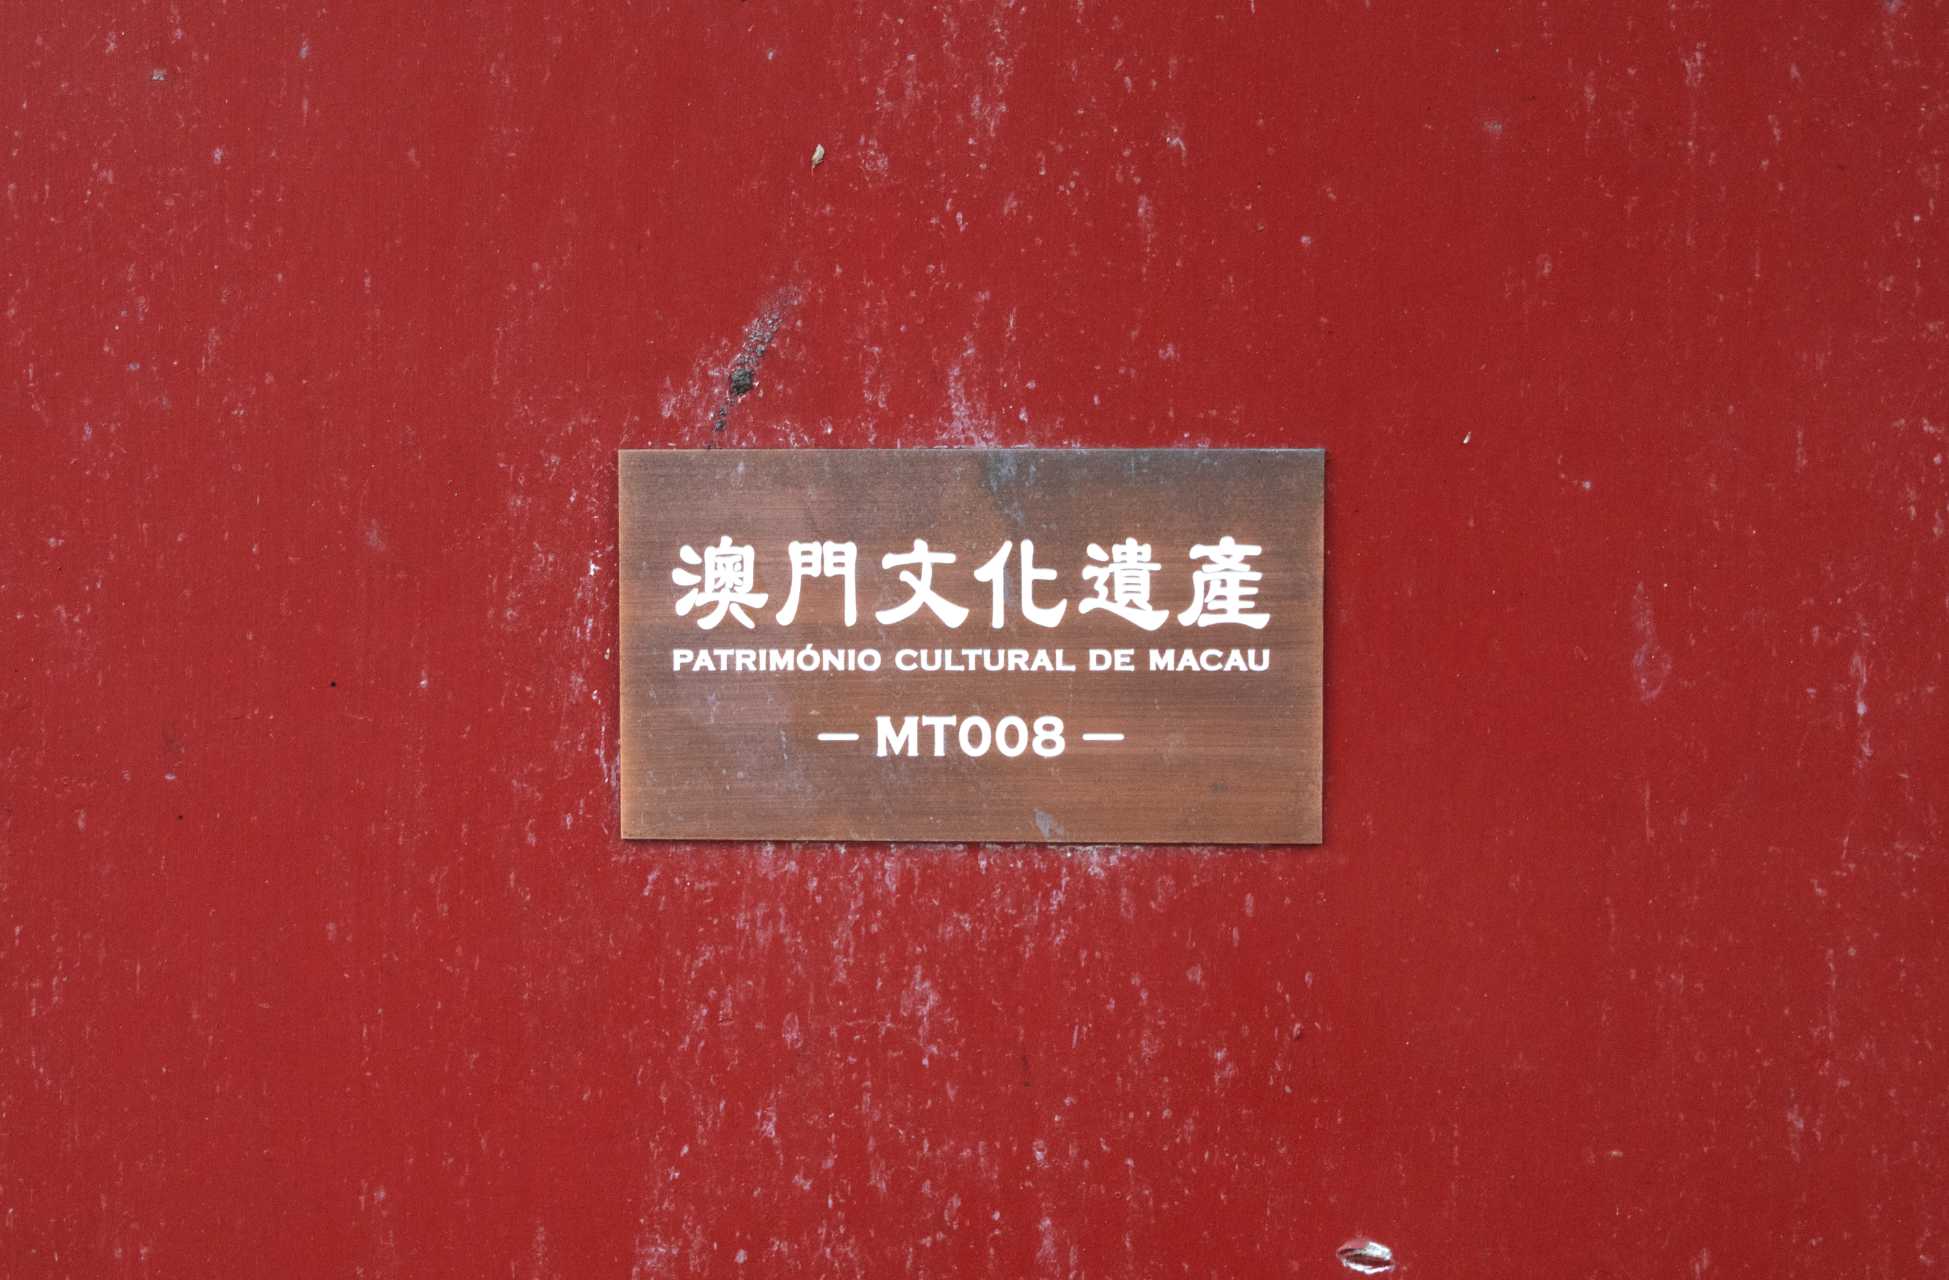 澳門文化遺產
PATRIMÓNIO CULTURAL DE MACAU
— MT008 —